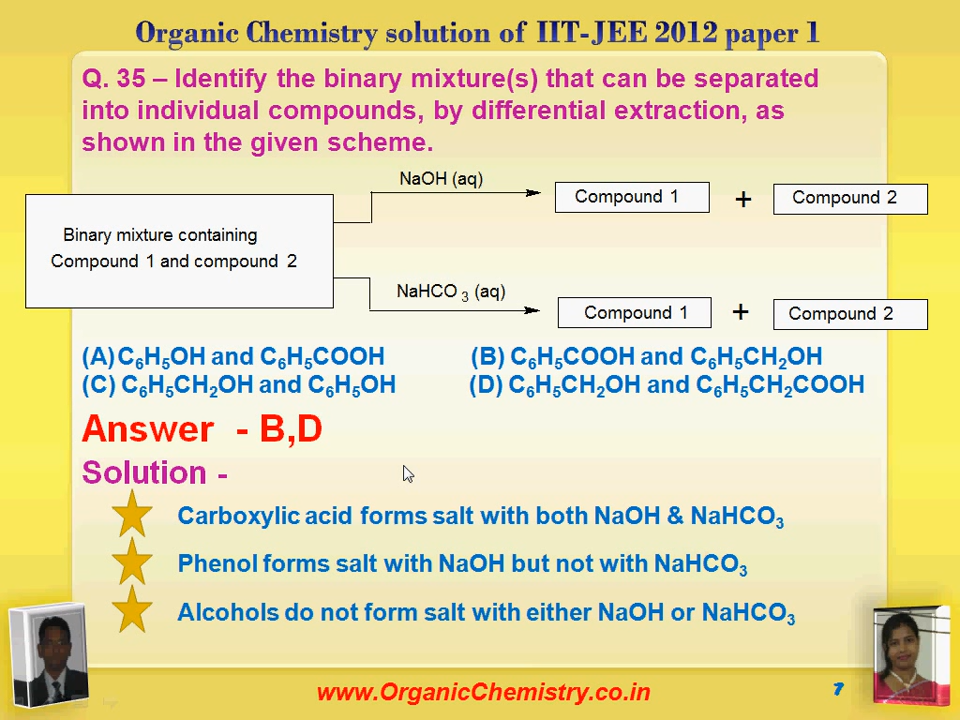 Organic Chemistry solution of IIT-JEE 2012 paper 1
Q. 35 – Identify the binary mixture(s) that can be separated
into individual compounds, by differential extraction, as
shown in the given scheme.
NaOH (aq)
Compound 1 + Compound 2
Binary mixture containing
Compound 1 and compound 2
NaHCO₃ (aq)
Compound 1 + Compound 2
(A) C₆H₅OH and C₆H₅COOH (B) C₆H₅COOH and C₆H₅CH₂OH
(C) C₆H₅CH₂OH and C₆H₅OH (D) C₆H₅CH₂OH and C₆H₅CH₂COOH
Answer - B,D
Solution -
Carboxylic acid forms salt with both NaOH & NaHCO₃
Phenol forms salt with NaOH but not with NaHCO₃
Alcohols do not form salt with either NaOH or NaHCO₃
www.OrganicChemistry.co.in
7